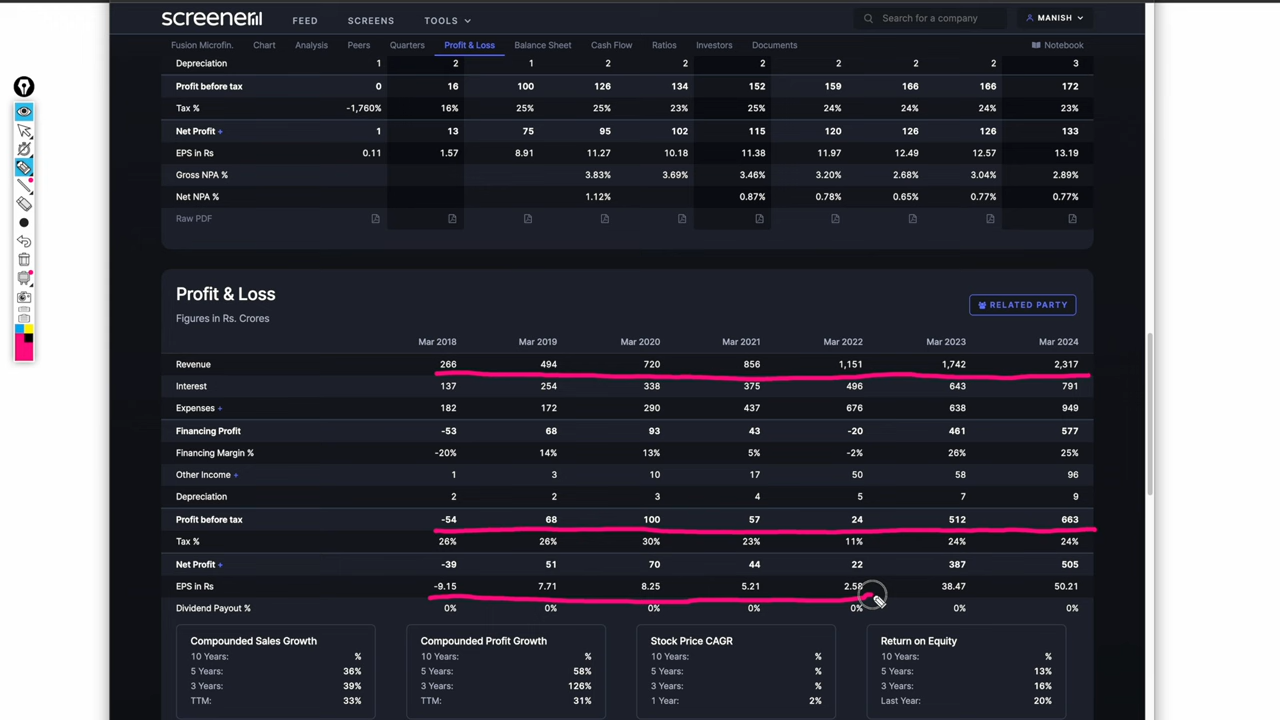 screener FEED SCREENS TOOLS Search for a company MANISH
Fusion Microfin. Chart Analysis Peers Quarters Profit & Loss Balance Sheet Cash Flow Ratios Investors Documents Notebook
Depreciation 1 2 1 2 2 2 2 2 2 3
Profit before tax 0 16 100 126 134 152 159 166 166 172
Tax % -1,760% 16% 25% 25% 23% 25% 24% 24% 24% 23%
Net Profit + 1 13 75 95 102 115 120 126 126 133
EPS in Rs 0.11 1.57 8.91 11.27 10.18 11.38 11.97 12.49 12.57 13.19
Gross NPA % 3.83% 3.69% 3.46% 3.20% 2.68% 3.04% 2.89%
Net NPA % 1.12% 0.87% 0.78% 0.65% 0.77% 0.77%
Raw PDF
Profit & Loss
RELATED PARTY
Figures in Rs. Crores
Mar 2018 Mar 2019 Mar 2020 Mar 2021 Mar 2022 Mar 2023 Mar 2024
Revenue 266 494 720 856 1,151 1,742 2,317
Interest 137 254 338 375 496 643 791
Expenses + 182 172 290 437 676 638 949
Financing Profit -53 68 93 43 -20 461 577
Financing Margin % -20% 14% 13% 5% -2% 26% 25%
Other Income + 1 3 10 17 50 58 96
Depreciation 2 2 3 4 5 7 9
Profit before tax -54 68 100 57 24 512 663
Tax % 26% 26% 30% 23% 11% 24% 24%
Net Profit + -39 51 70 44 22 387 505
EPS in Rs -9.15 7.71 8.25 5.21 2.58 38.47 50.21
Dividend Payout % 0% 0% 0% 0% 0% 0% 0%
Compounded Sales Growth Compounded Profit Growth Stock Price CAGR Return on Equity
10 Years: % 10 Years: % 10 Years: % 10 Years: %
5 Years: 36% 5 Years: 58% 5 Years: % 5 Years: 13%
3 Years: 39% 3 Years: 126% 3 Years: % 3 Years: 16%
TTM: 33% TTM: 31% 1 Year: 2% Last Year: 20%